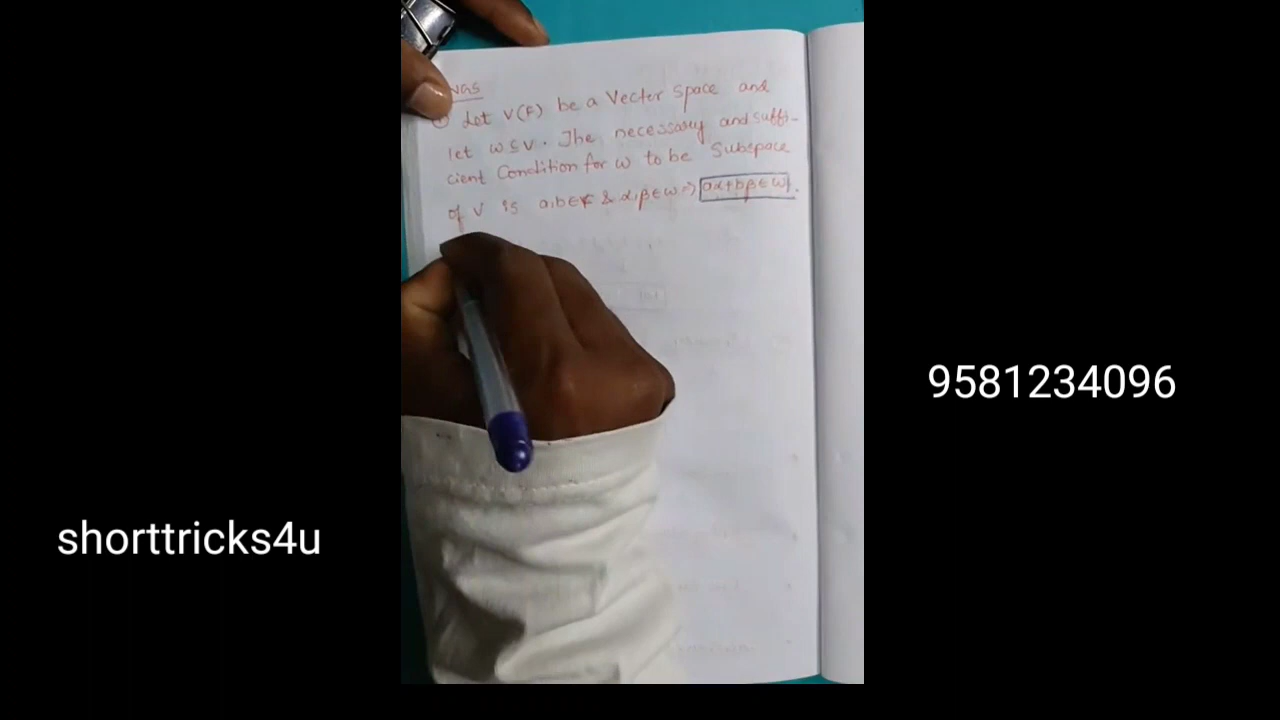 ① Let V(F) be a Vector Space and
let W⊆V. The necessary and suffi-
cient Condition for W to be Subspace
of V is a,b∈F & α,β∈W ⇒ aα+bβ∈W.
9581234096
shorttricks4u